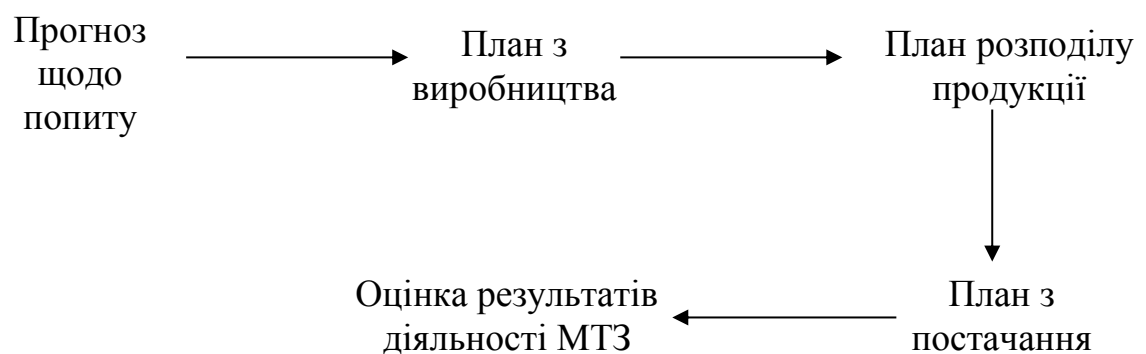 Прогноз
щодо
попиту
План з
виробництва
План розподілу
продукції
План з
постачання
Оцінка результатів
діяльності МТЗ